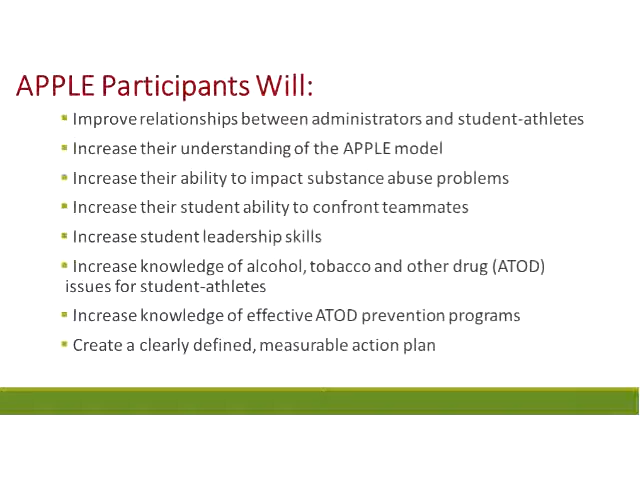 APPLE Participants Will:
▪ Improve relationships between administrators and student-athletes
▪ Increase their understanding of the APPLE model
▪ Increase their ability to impact substance abuse problems
▪ Increase their student ability to confront teammates
▪ Increase student leadership skills
▪ Increase knowledge of alcohol, tobacco and other drug (ATOD)
issues for student-athletes
▪ Increase knowledge of effective ATOD prevention programs
▪ Create a clearly defined, measurable action plan